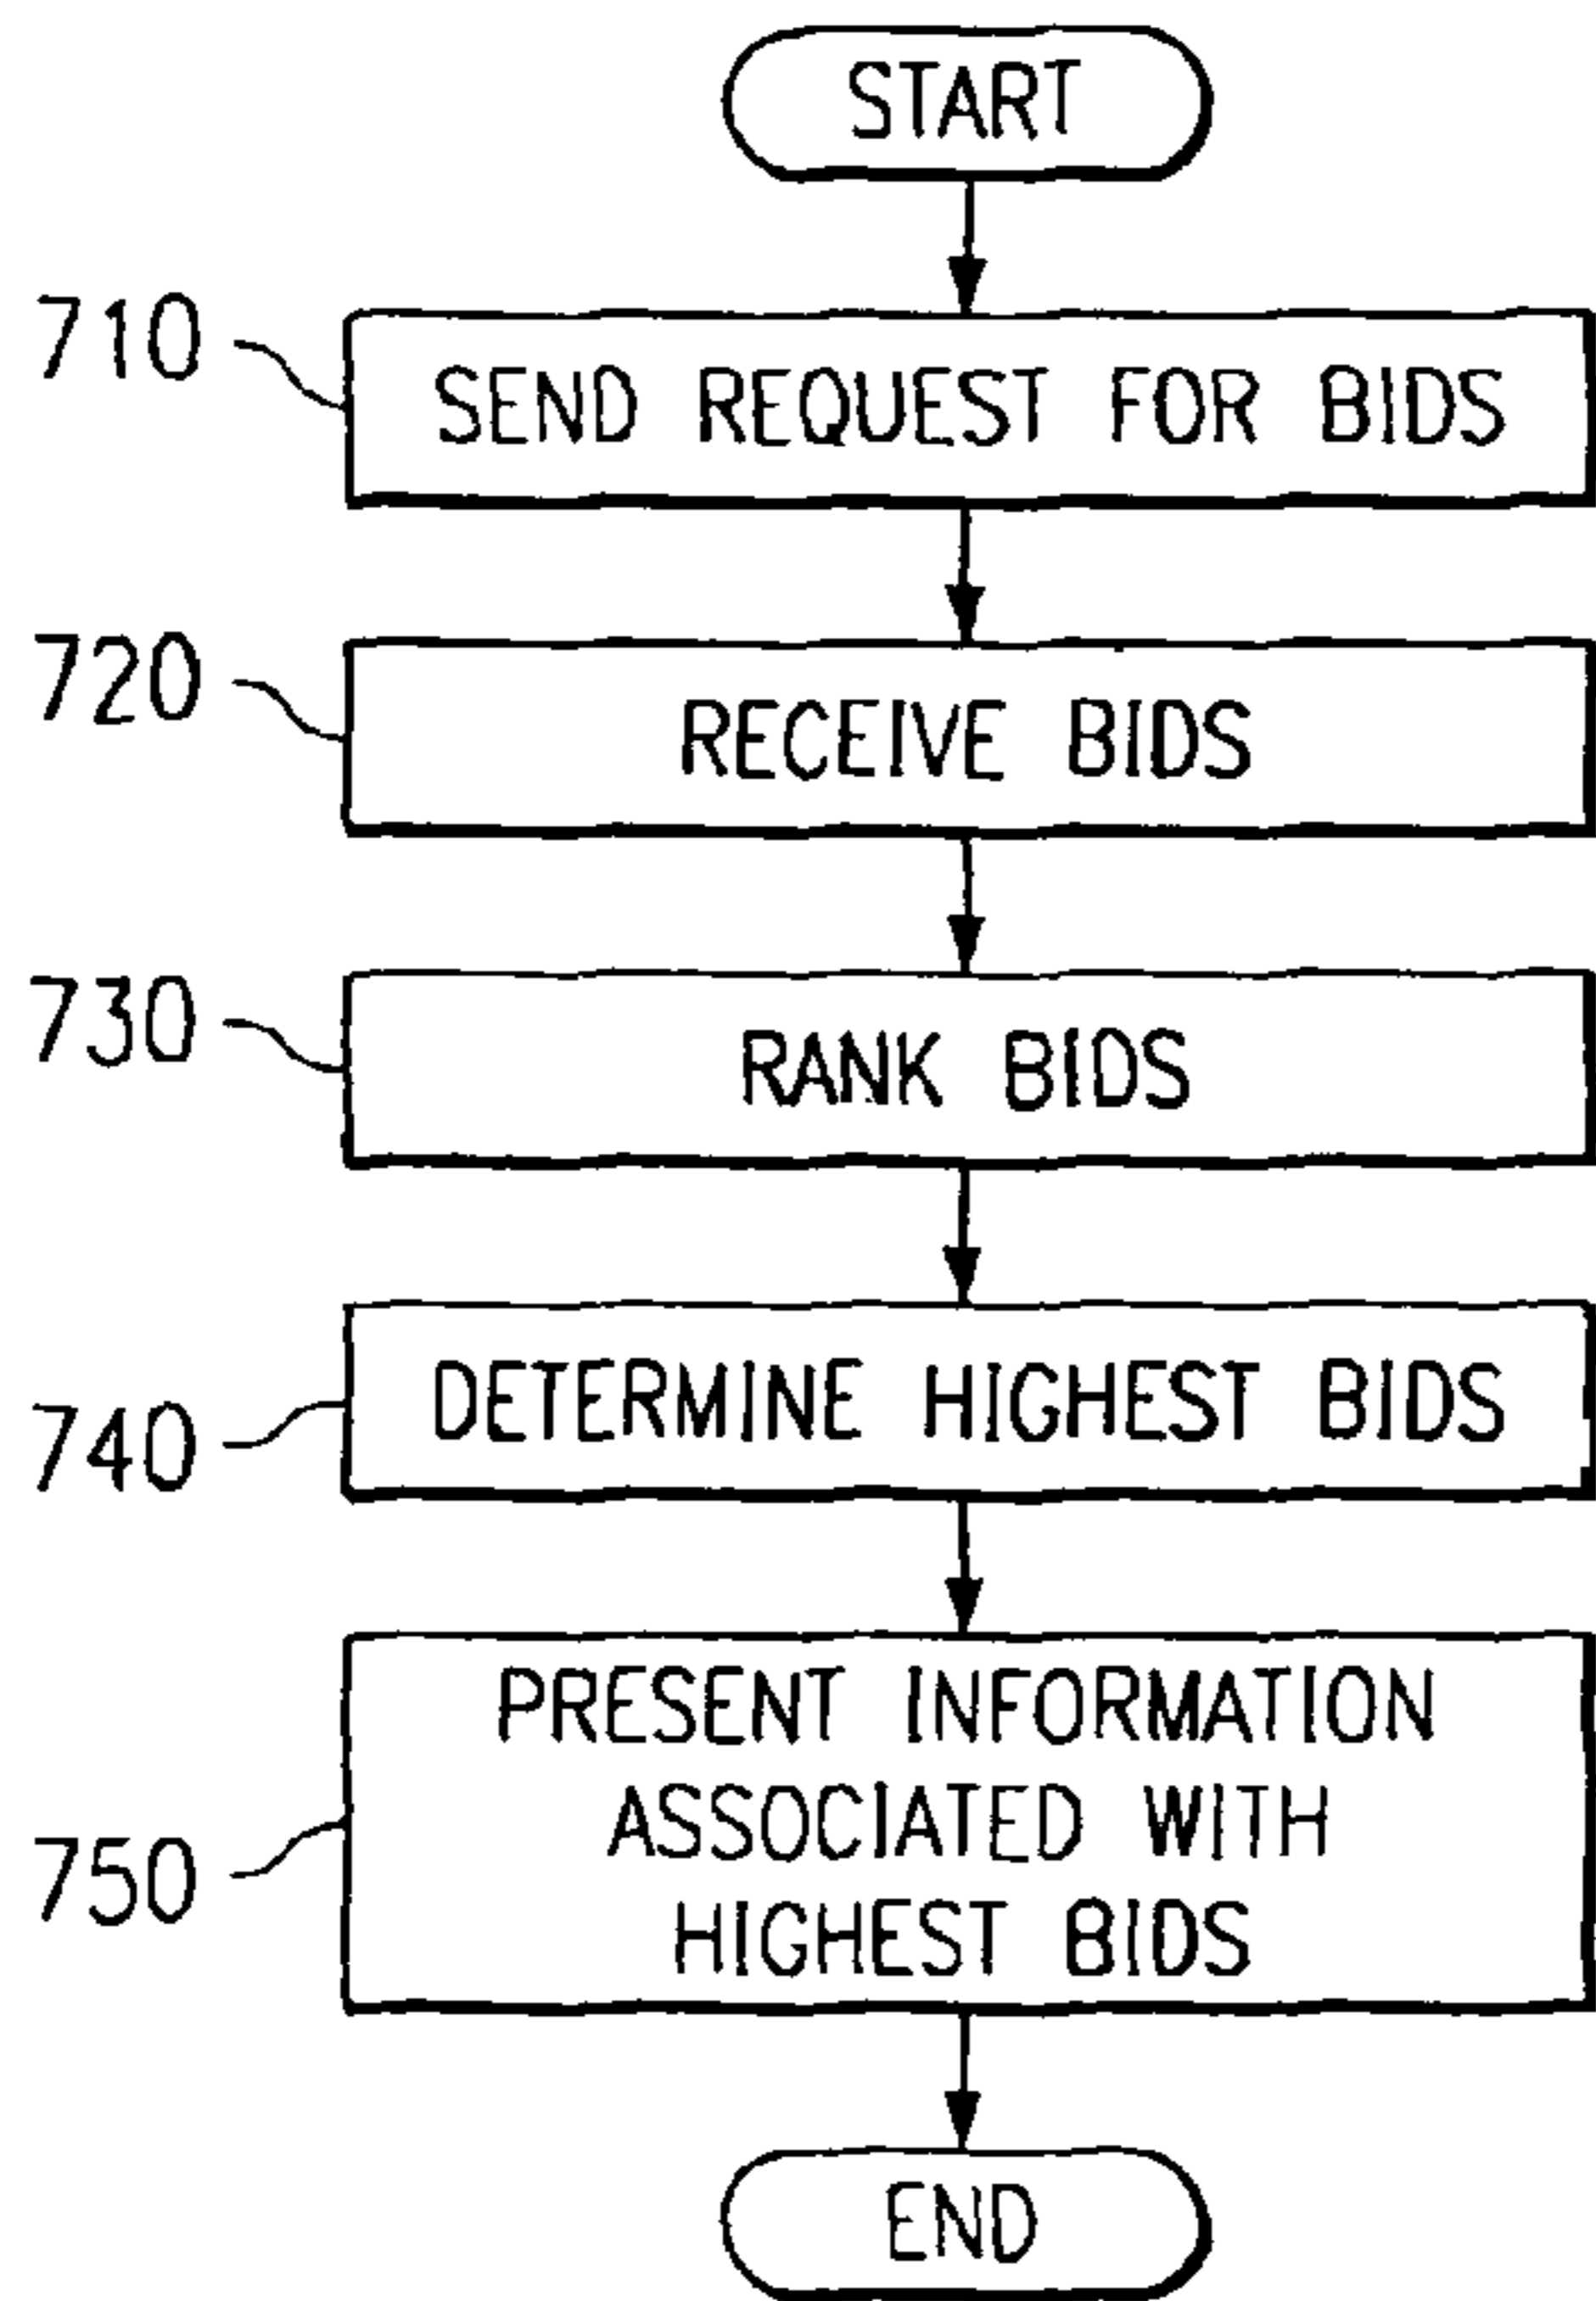 START
710
SEND REQUEST FOR BIDS
720
RECEIVE BIDS
730
RANK BIDS
740
DETERMINE HIGHEST BIDS
750
PRESENT INFORMATION
ASSOCIATED WITH
HIGHEST BIDS
END